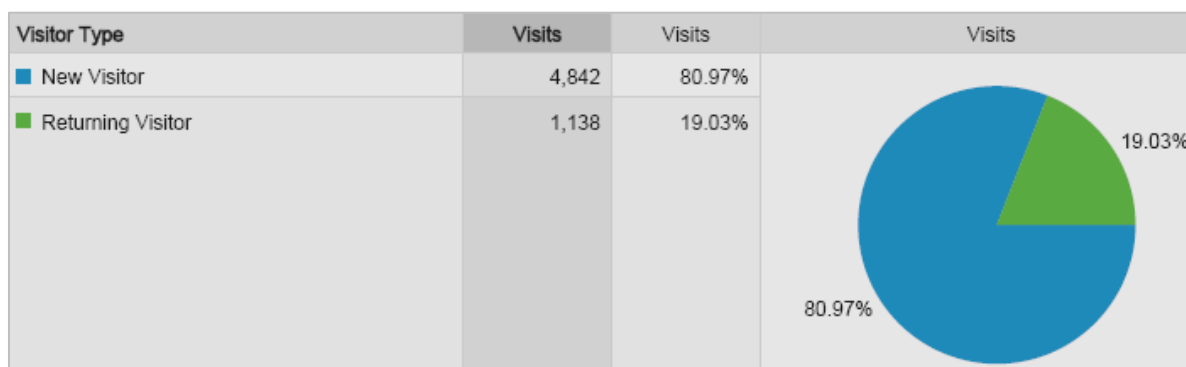 Visitor Type Visits Visits Visits
New Visitor 4,842 80.97%
Returning Visitor 1,138 19.03%
19.03%
80.97%